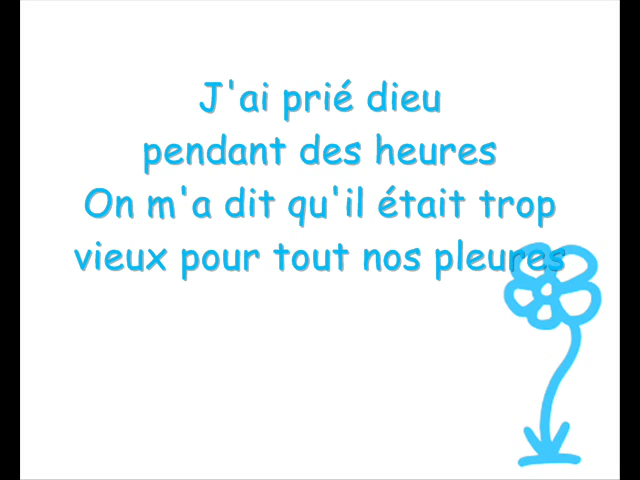 J'ai prié dieu
pendant des heures
On m'a dit qu'il était trop
vieux pour tout nos pleures